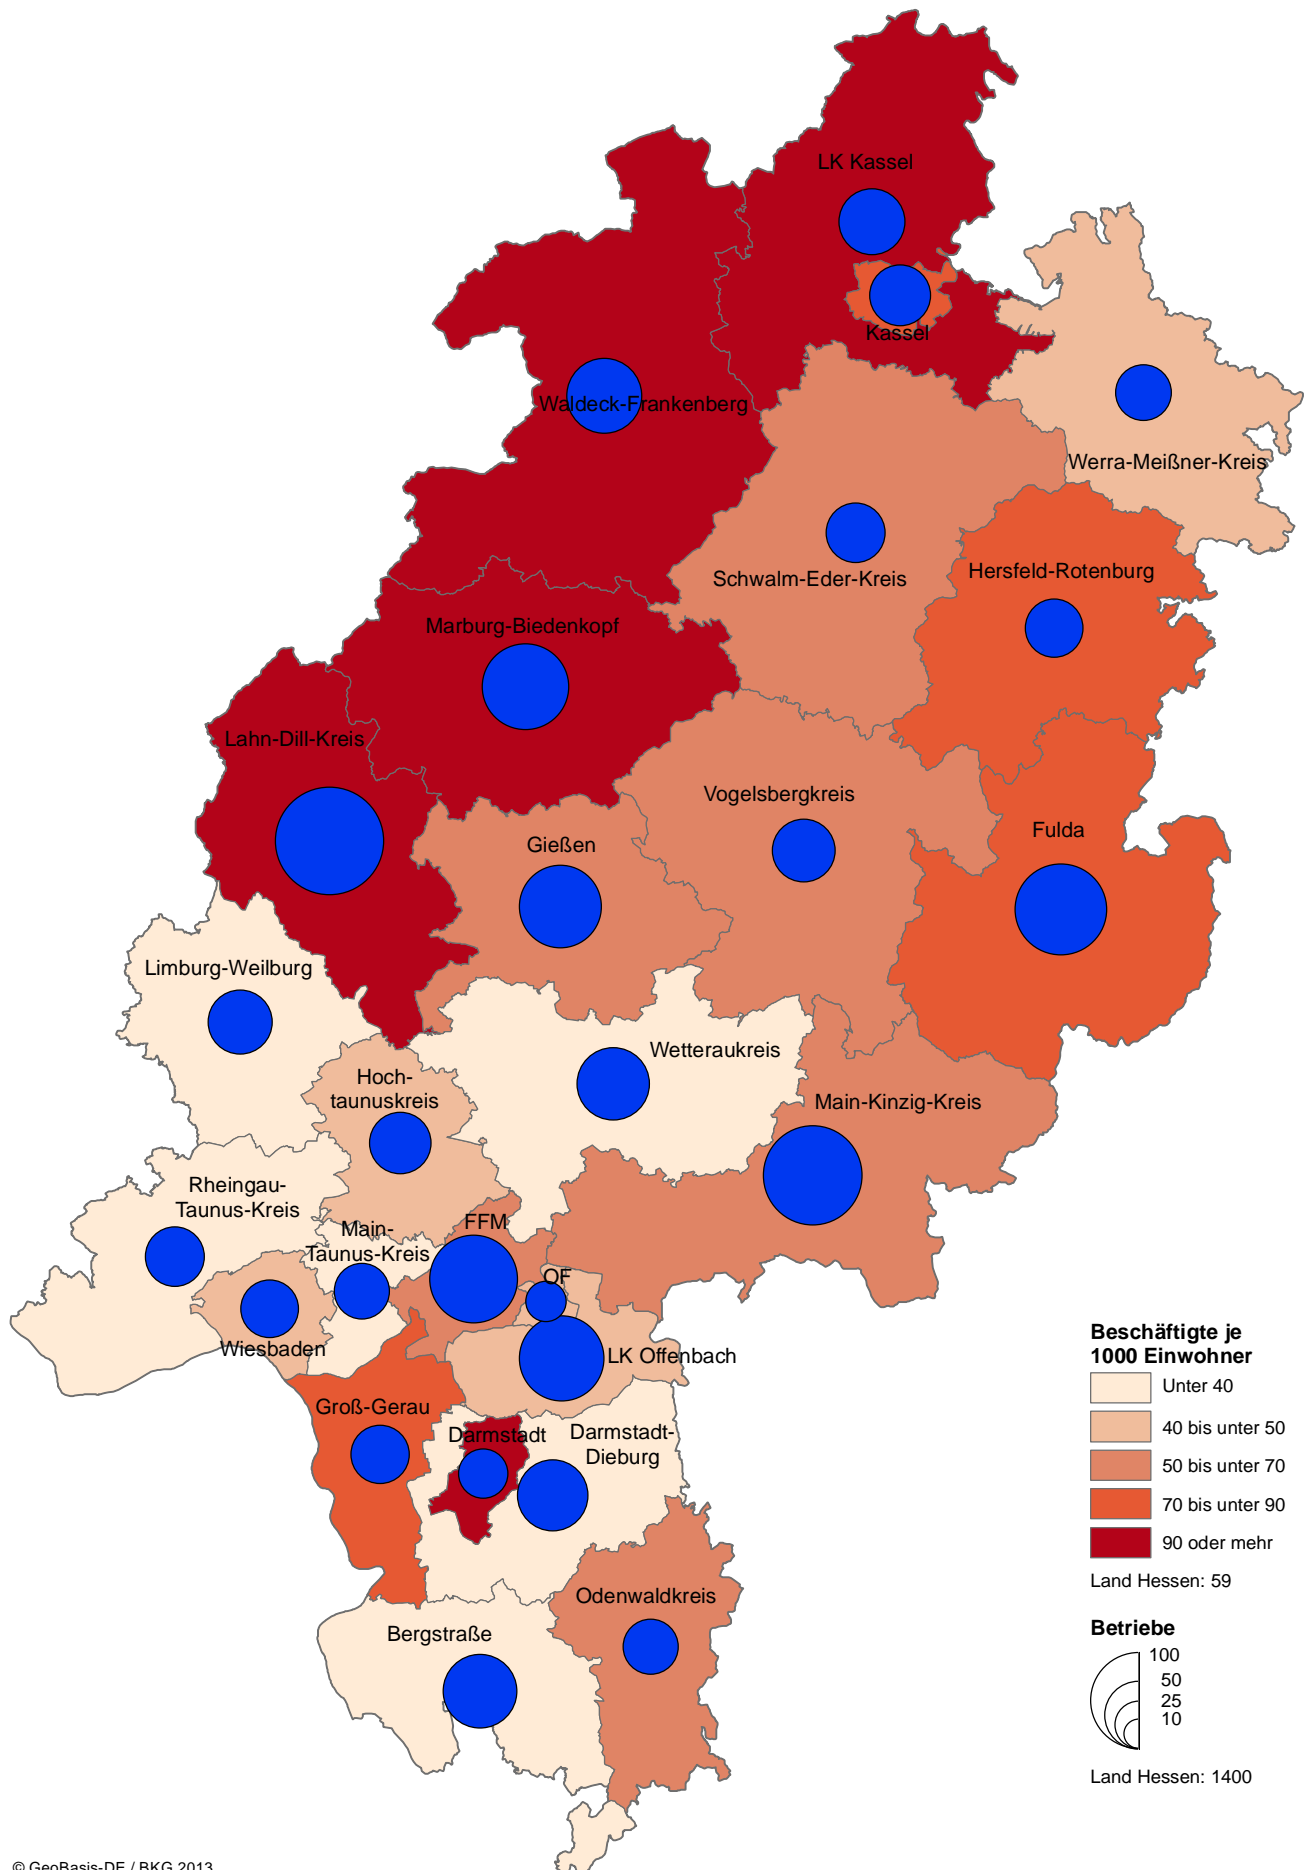 LK Kassel
Kassel
Waldeck-Frankenberg
Werra-Meißner-Kreis
Hersfeld-Rotenburg
Schwalm-Eder-Kreis
Marburg-Biedenkopf
Lahn-Dill-Kreis
Vogelsbergkreis
Gießen
Fulda
Limburg-Weilburg
Wetteraukreis
Hoch-
taunuskreis
Main-Kinzig-Kreis
Rheingau-
Taunus-Kreis
Main-
Taunus-Kreis
FFM
OF
Wiesbaden
LK Offenbach
Groß-Gerau
Darmstadt
Darmstadt-
Dieburg
Odenwaldkreis
Bergstraße
Beschäftigte je
1000 Einwohner
Unter 40
40 bis unter 50
50 bis unter 70
70 bis unter 90
90 oder mehr
Land Hessen: 59
Betriebe
100
50
25
10
Land Hessen: 1400
© GeoBasis-DE / BKG 2013